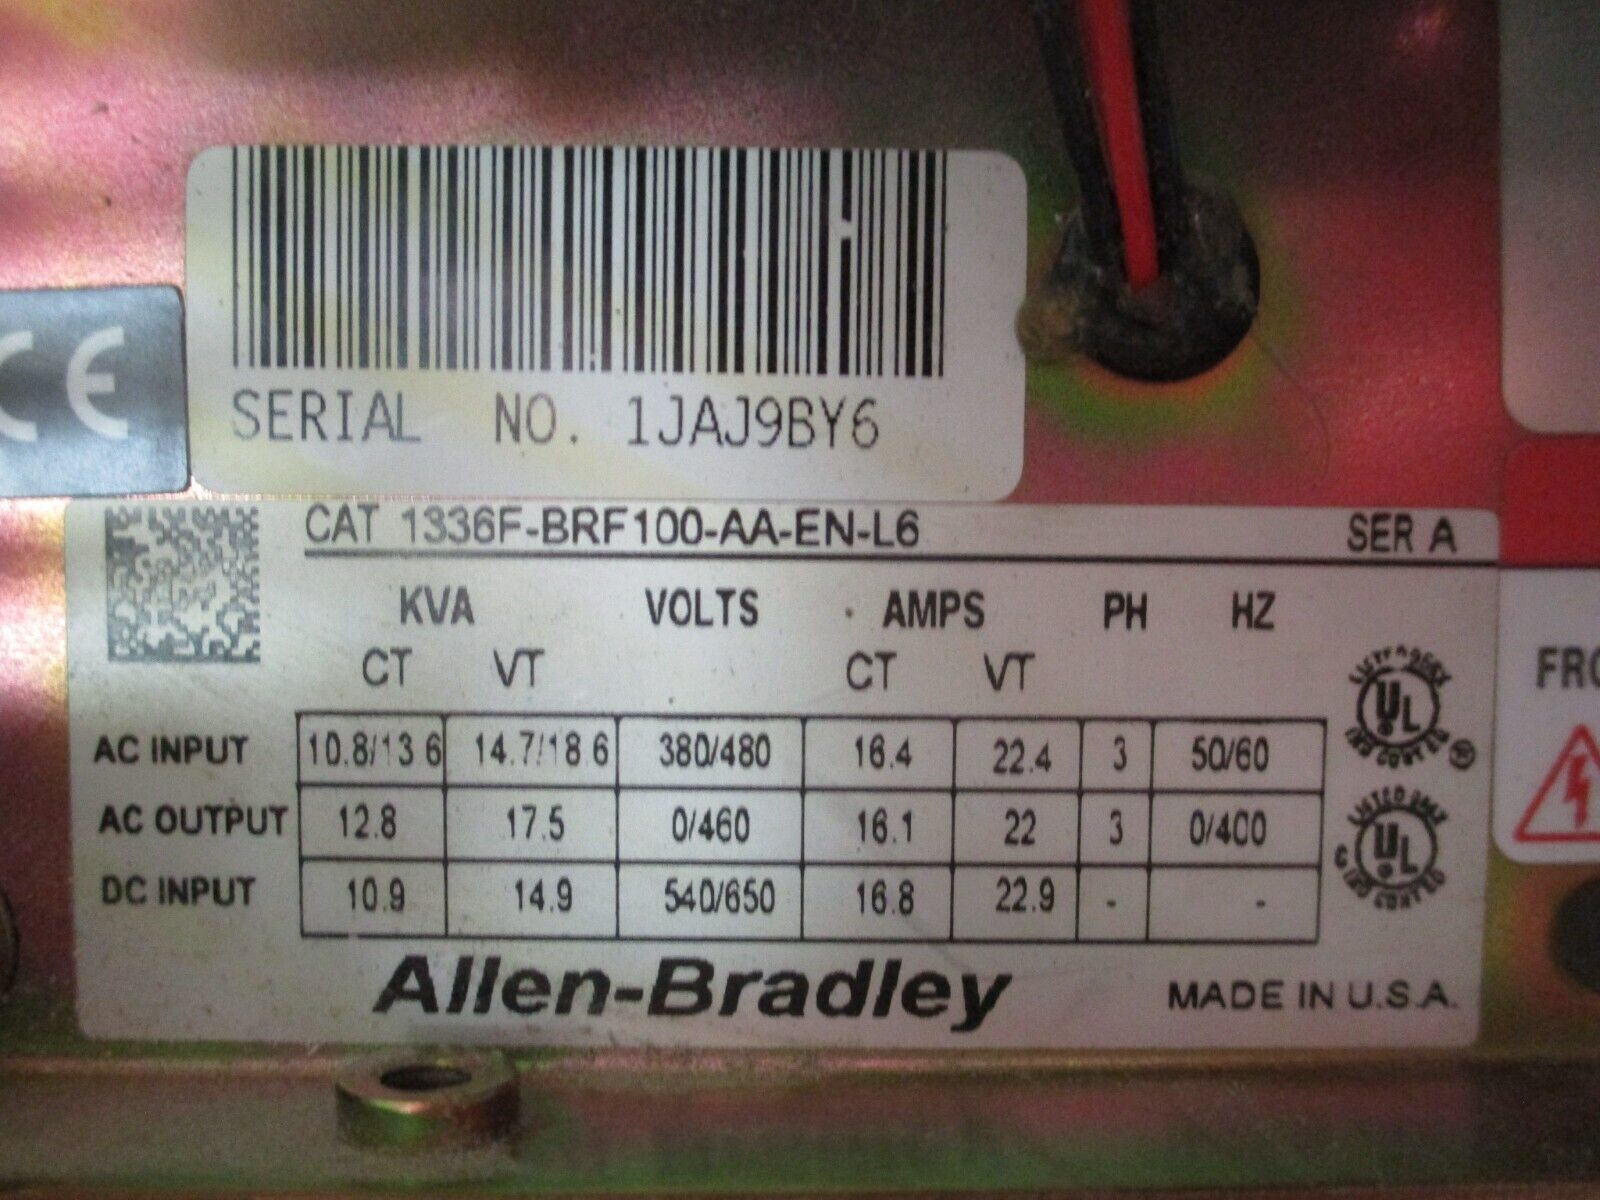 CE
SERIAL NO. 1JAJ9BY6
CAT 1336F-BRF100-AA-EN-L6 SER A
KVA VOLTS AMPS PH HZ
CT VT CT VT
AC INPUT 10.8/13 6 14.7/18 6 380/480 16.4 22.4 3 50/60
AC OUTPUT 12.8 17.5 0/460 16.1 22 3 0/400
DC INPUT 10.9 14.9 540/650 16.8 22.9 - -
UL
®
C UL
Allen-Bradley MADE IN U.S.A.